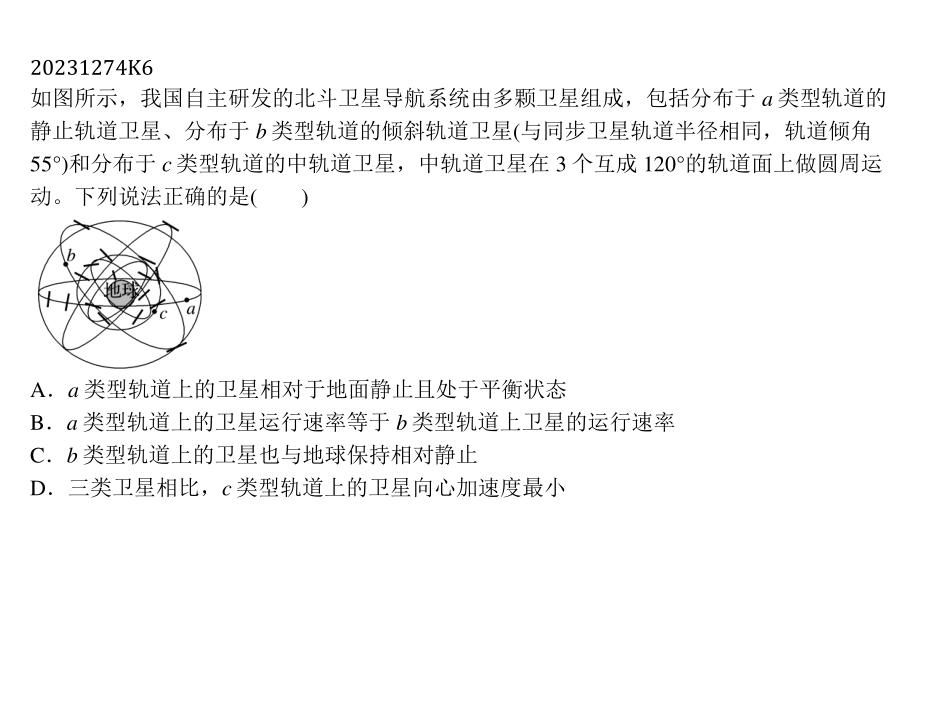 20231274K6
如图所示，我国自主研发的北斗卫星导航系统由多颗卫星组成，包括分布于 a 类型轨道的
静止轨道卫星、分布于 b 类型轨道的倾斜轨道卫星(与同步卫星轨道半径相同，轨道倾角
55°)和分布于 c 类型轨道的中轨道卫星，中轨道卫星在 3 个互成 120°的轨道面上做圆周运
动。下列说法正确的是(　　)
b
地球
c
a
A．a 类型轨道上的卫星相对于地面静止且处于平衡状态
B．a 类型轨道上的卫星运行速率等于 b 类型轨道上卫星的运行速率
C．b 类型轨道上的卫星也与地球保持相对静止
D．三类卫星相比，c 类型轨道上的卫星向心加速度最小